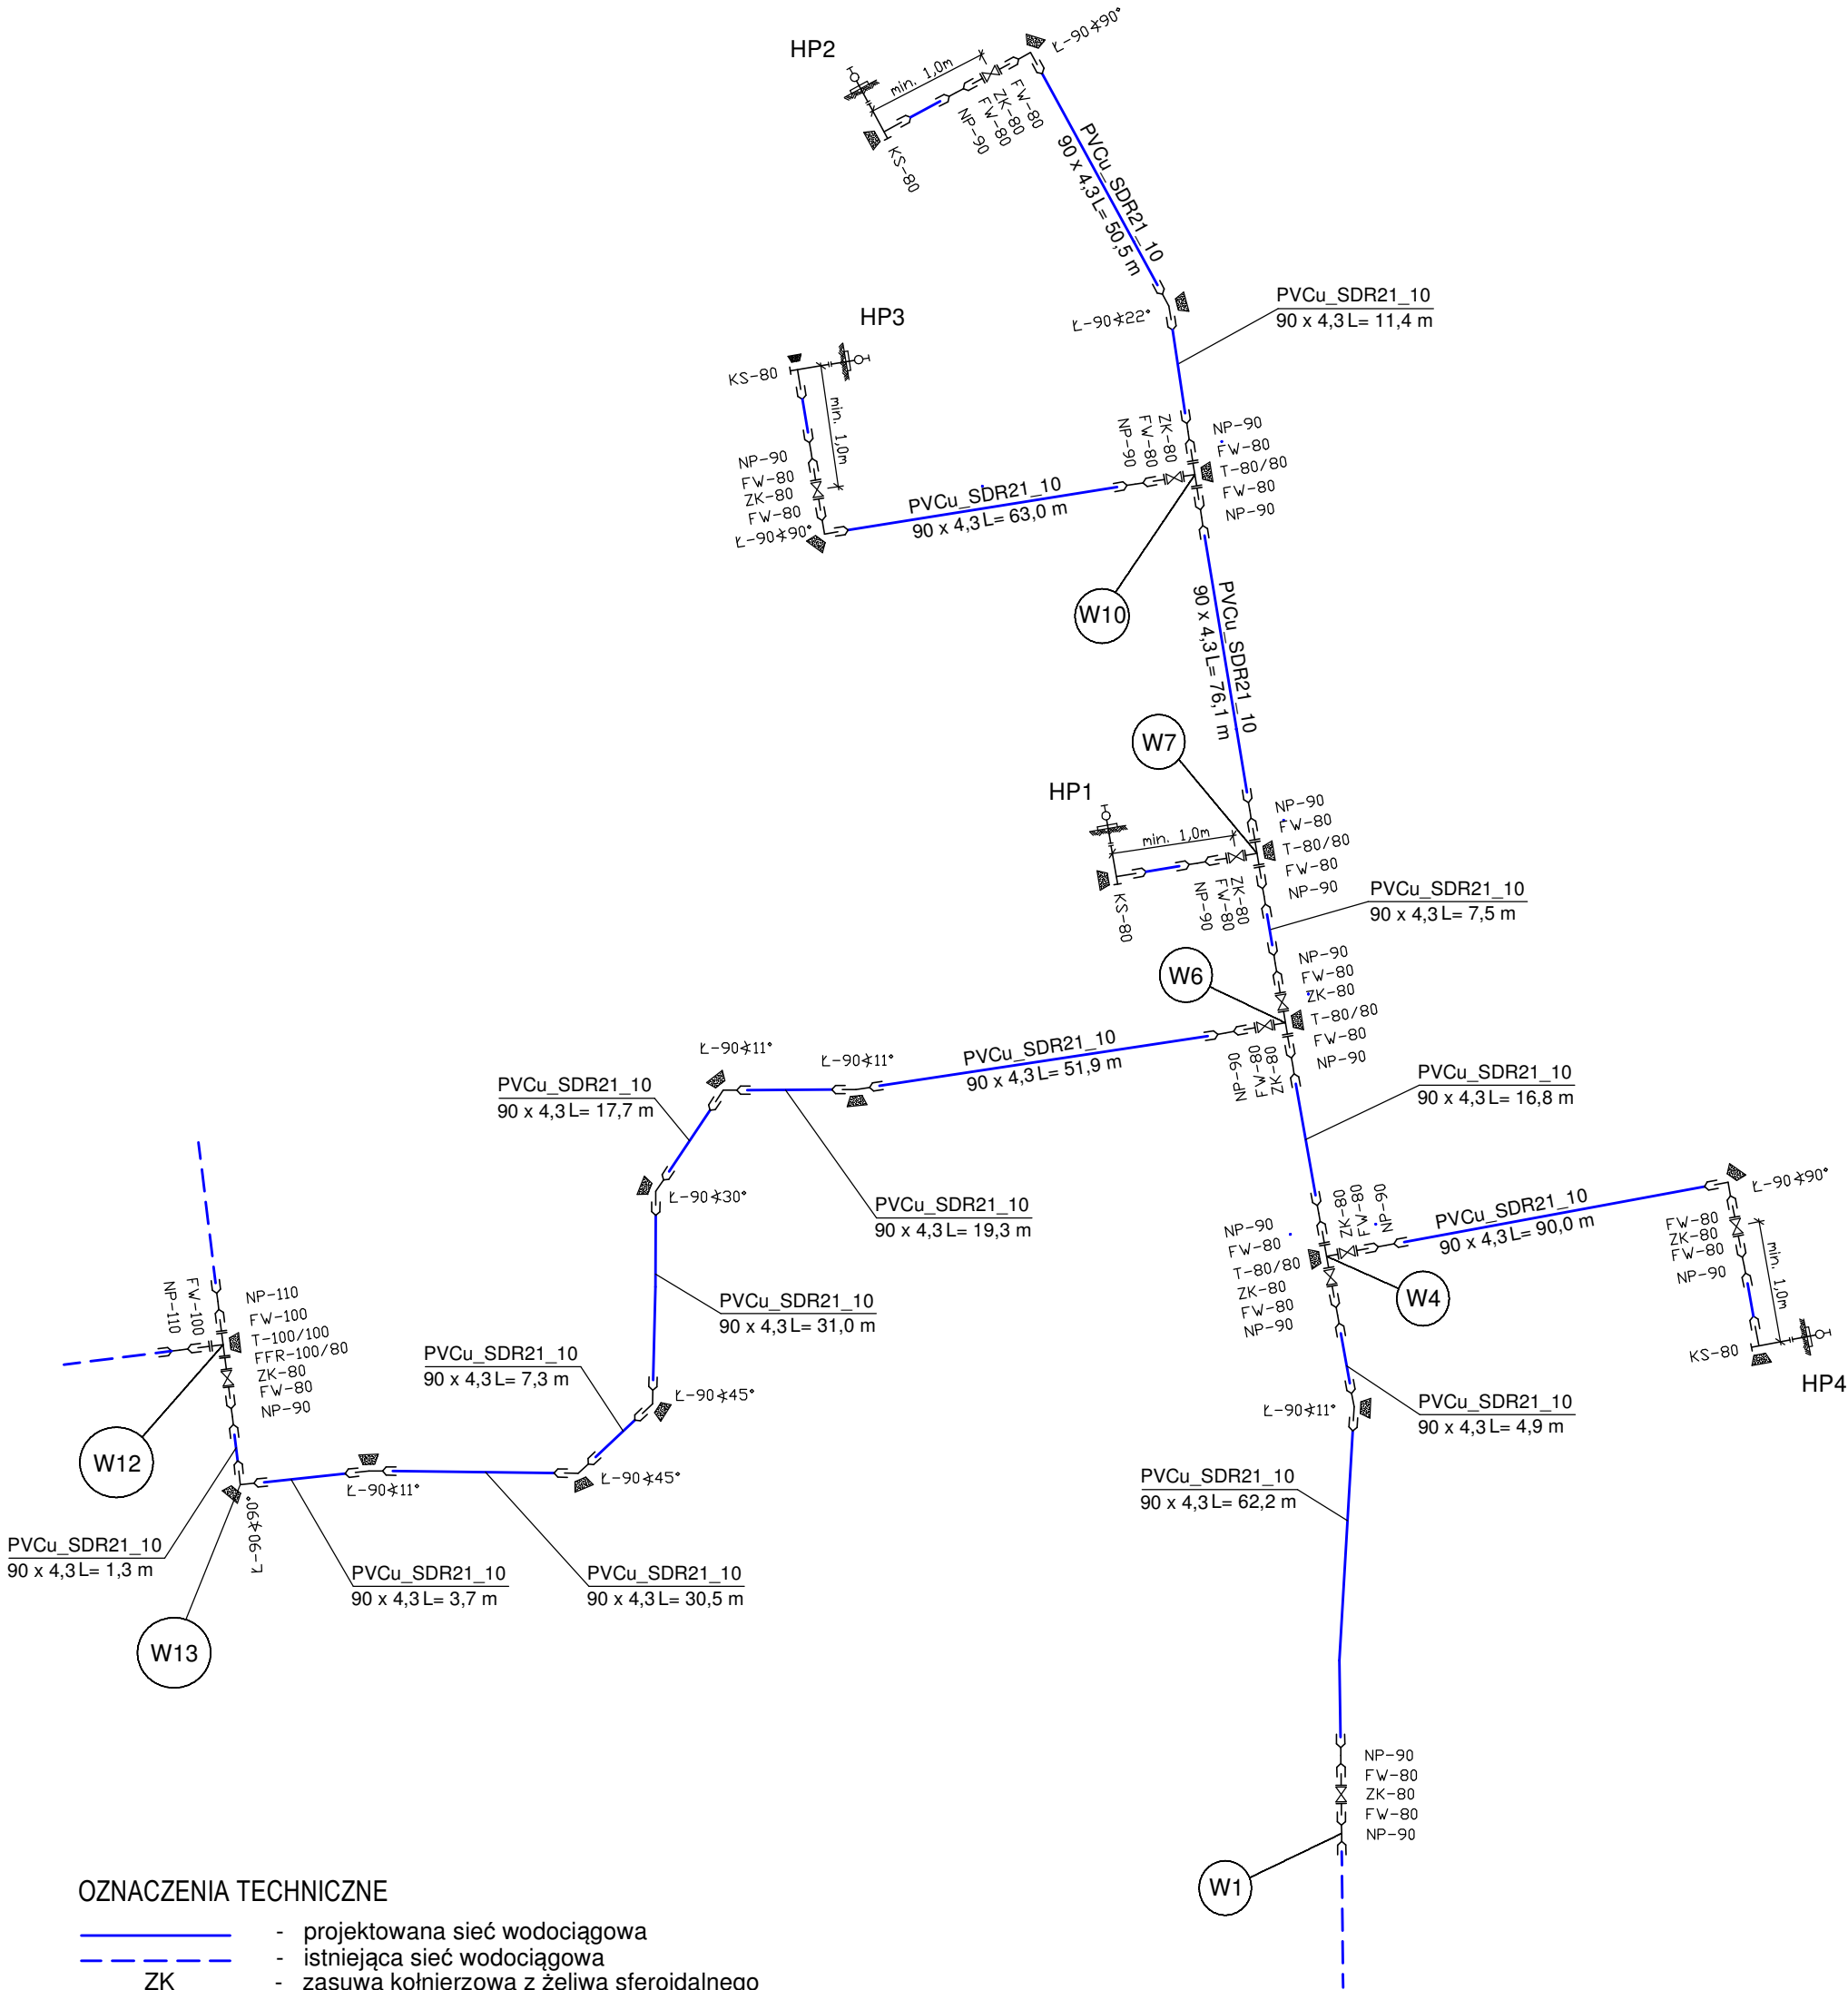 HP2
min. 1,0m
Ł-90∢90°
FW-80
ZK-80
FW-80
NP-90
KS-80
PVCu_SDR21_10
90 x 4,3 L= 50,5 m
Ł-90∢22°
PVCu_SDR21_10
90 x 4,3 L= 11,4 m
HP3
KS-80
min. 1,0m
NP-90
FW-80
ZK-80
FW-80
Ł-90∢90°
PVCu_SDR21_10
90 x 4,3 L= 63,0 m
NP-90
FW-80
ZK-80
NP-90
FW-80
T-80/80
FW-80
NP-90
W10
PVCu_SDR21_10
90 x 4,3 L= 76,1 m
W7
HP1
min. 1,0m
KS-80
NP-90
FW-80
ZK-80
NP-90
FW-80
T-80/80
FW-80
NP-90
PVCu_SDR21_10
90 x 4,3 L= 7,5 m
W6
NP-90
FW-80
ZK-80
T-80/80
FW-80
NP-90
NP-90
FW-80
ZK-80
PVCu_SDR21_10
90 x 4,3 L= 51,9 m
Ł-90∢11°
Ł-90∢11°
PVCu_SDR21_10
90 x 4,3 L= 17,7 m
PVCu_SDR21_10
90 x 4,3 L= 16,8 m
Ł-90∢30°
PVCu_SDR21_10
90 x 4,3 L= 19,3 m
ZK-80
FW-80
NP-90
PVCu_SDR21_10
90 x 4,3 L= 90,0 m
Ł-90∢90°
FW-80
ZK-80
FW-80
NP-90
min. 1,0m
KS-80
HP4
NP-90
FW-80
T-80/80
ZK-80
FW-80
NP-90
W4
PVCu_SDR21_10
90 x 4,3 L= 31,0 m
NP-110
FW-100
NP-110
FW-100
T-100/100
FFR-100/80
ZK-80
FW-80
NP-90
PVCu_SDR21_10
90 x 4,3 L= 7,3 m
Ł-90∢45°
Ł-90∢11°
PVCu_SDR21_10
90 x 4,3 L= 4,9 m
W12
Ł-90∢11°
Ł-90∢45°
PVCu_SDR21_10
90 x 4,3 L= 62,2 m
Ł-90∢90°
PVCu_SDR21_10
90 x 4,3 L= 1,3 m
PVCu_SDR21_10
90 x 4,3 L= 3,7 m
PVCu_SDR21_10
90 x 4,3 L= 30,5 m
W13
NP-90
FW-80
ZK-80
FW-80
NP-90
W1
OZNACZENIA TECHNICZNE
- projektowana sieć wodociągowa
- istniejąca sieć wodociągowa
ZK - zasuwa kołnierzowa z żeliwa sferoidalnego